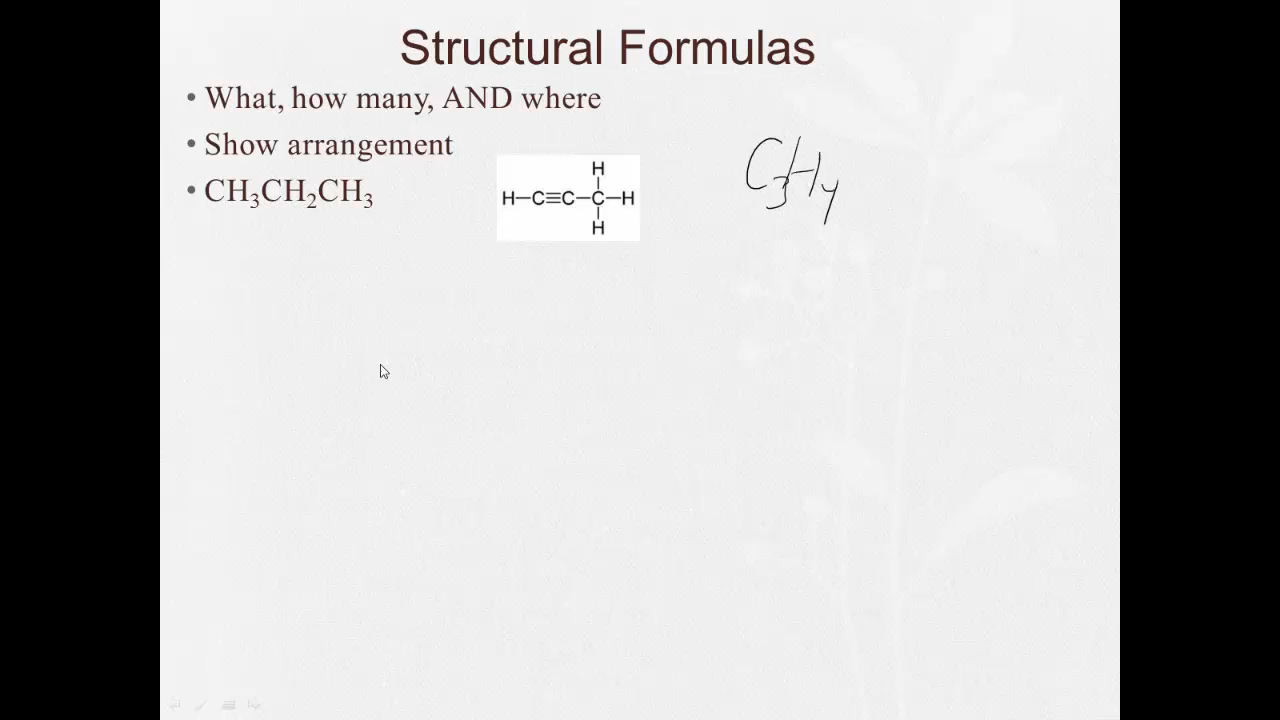 Structural Formulas
• What, how many, AND where
• Show arrangement
• CH₃CH₂CH₃
H
H—C≡C—C—H
H
C₃H₄